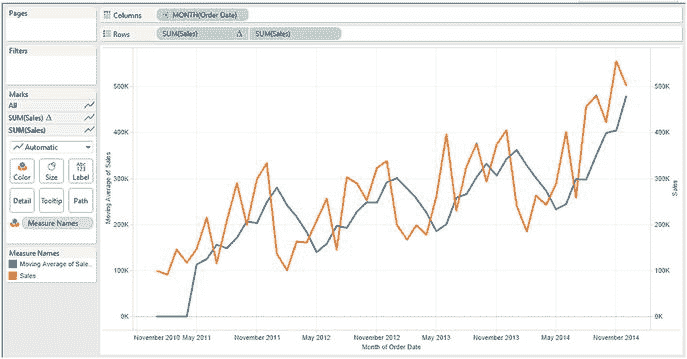 Pages
Columns MONTH(Order Date)
Rows SUM(Sales) Δ SUM(Sales)
Filters
Marks
All
SUM(Sales) Δ
SUM(Sales)
Automatic
Color Size Label
Detail Tooltip Path
Measure Names
Measure Names
Moving Average of Sale..
Sales
Moving Average of Sales
500K
400K
300K
200K
100K
0K
500K
400K
300K
200K
100K
0K
Sales
November 2010 May 2011 November 2011 May 2012 November 2012 May 2013 November 2013 May 2014 November 2014
Month of Order Date